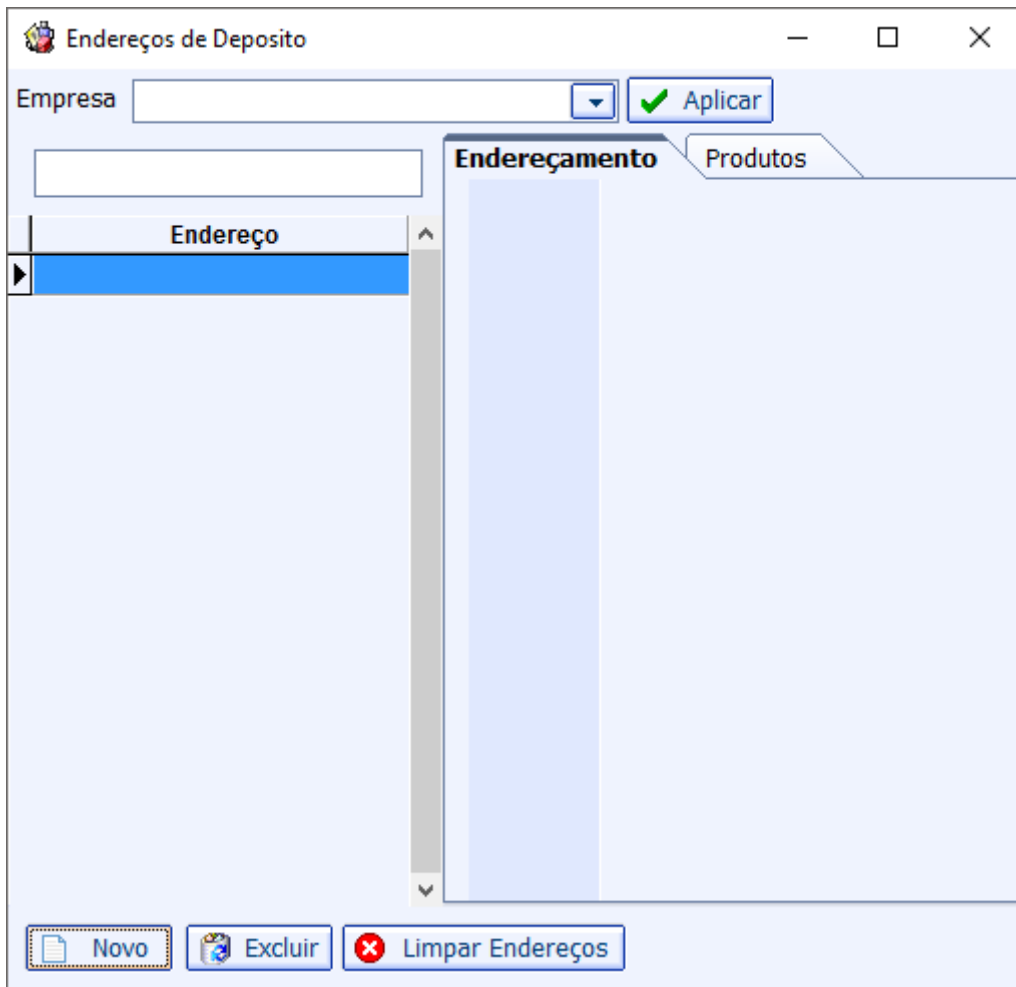 Endereços de Deposito
Empresa Aplicar
Endereçamento Produtos
Endereço
Novo Excluir Limpar Endereços